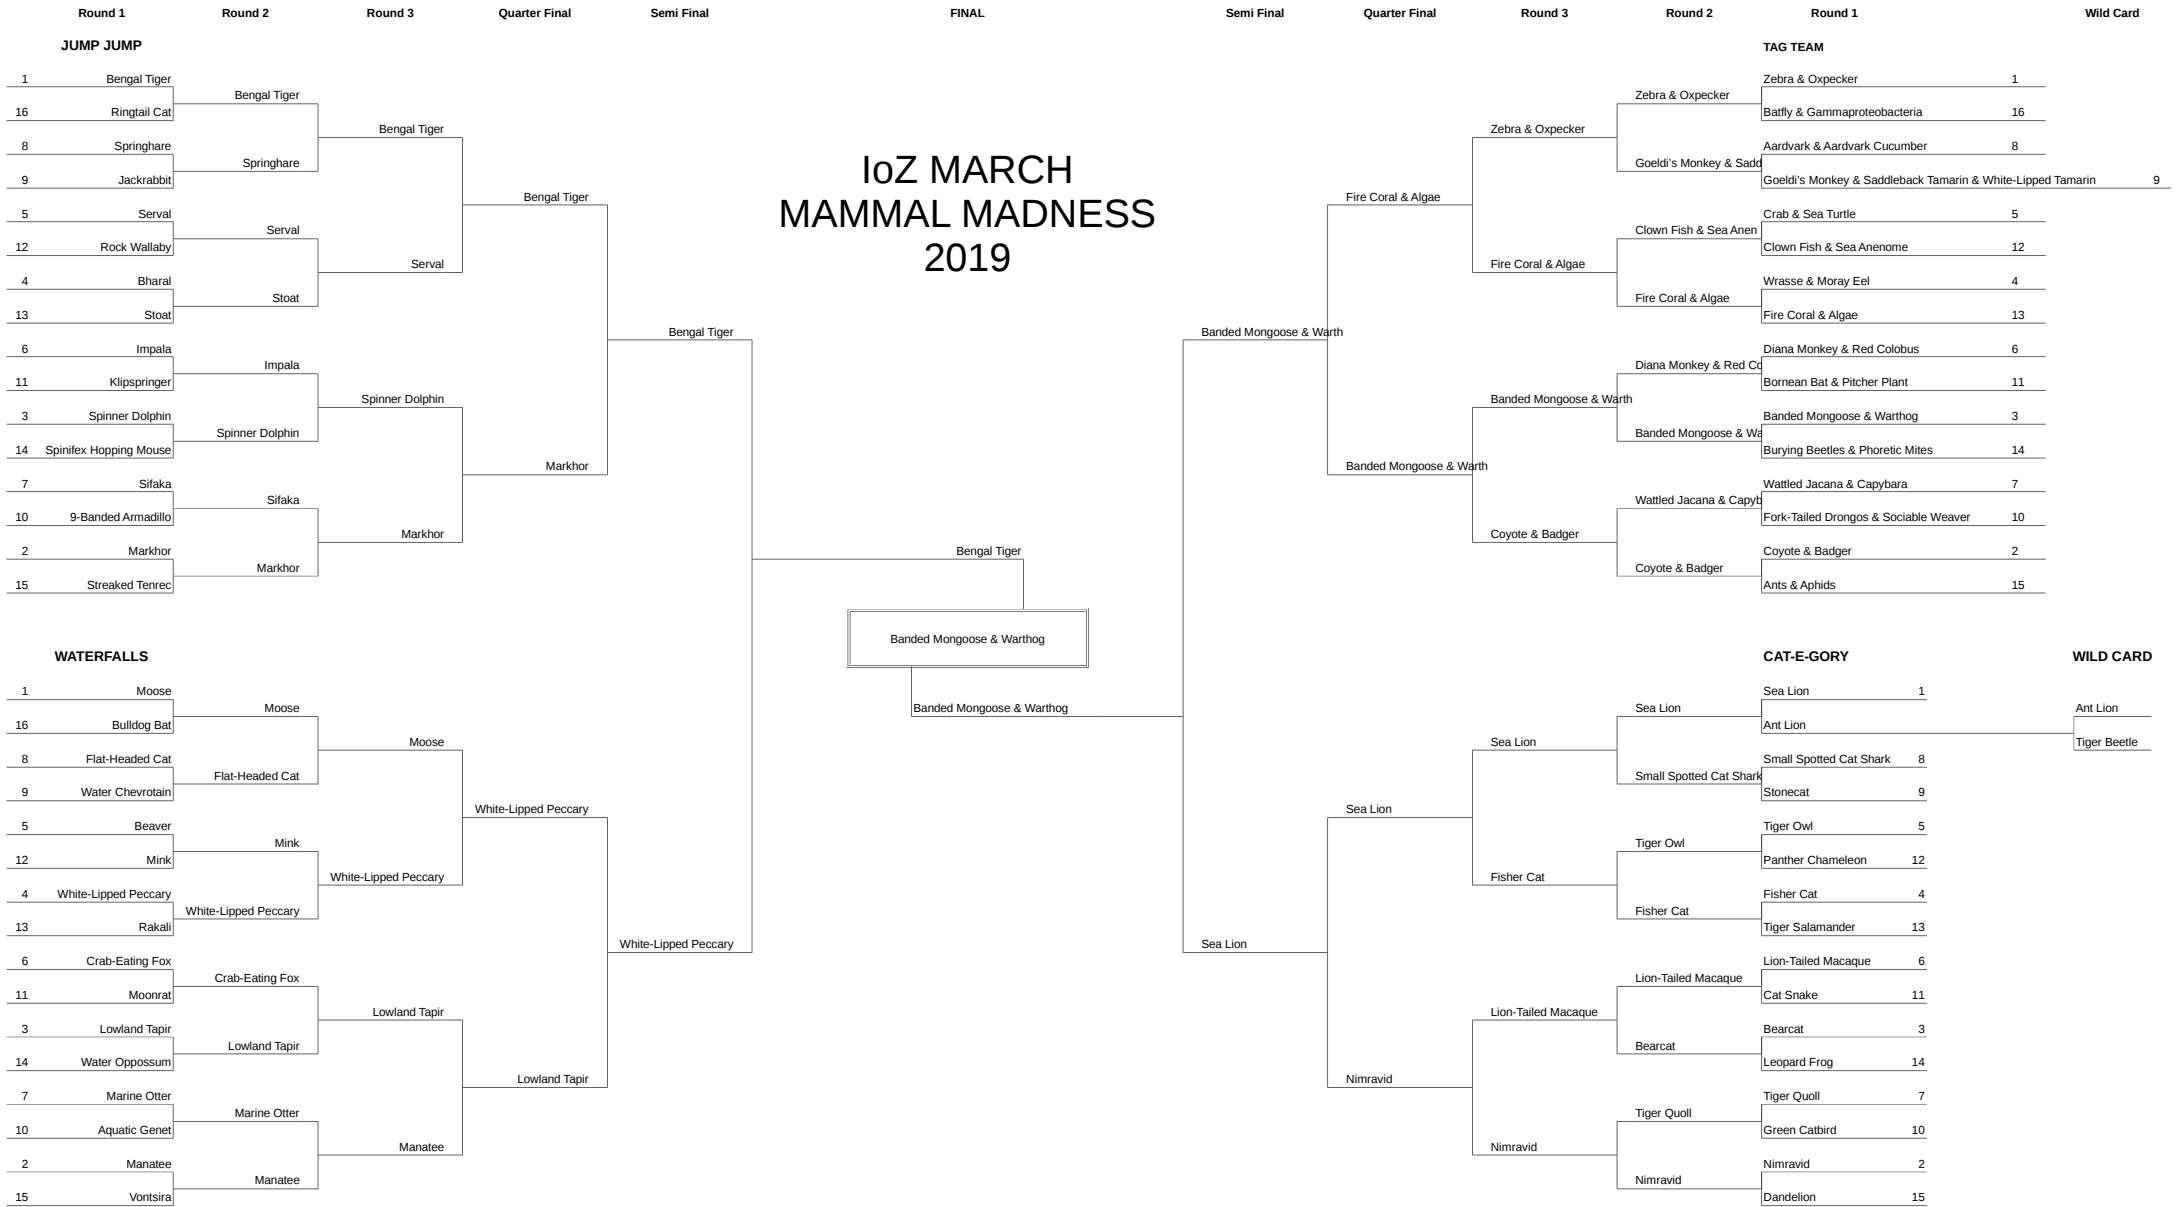 Round 1 Round 2 Round 3 Quarter Final Semi Final FINAL Semi Final Quarter Final Round 3 Round 2 Round 1 Wild Card
JUMP JUMP TAG TEAM
1 Bengal Tiger Zebra & Oxpecker 1
Bengal Tiger Zebra & Oxpecker
16 Ringtail Cat Batfly & Gammaproteobacteria 16
Bengal Tiger Zebra & Oxpecker
8 Springhare Aardvark & Aardvark Cucumber 8
Springhare Goeldi's Monkey & Sadd
9 Jackrabbit Goeldi's Monkey & Saddleback Tamarin & White-Lipped Tamarin 9
IoZ MARCH
MAMMAL MADNESS
2019
Bengal Tiger Fire Coral & Algae
5 Serval Crab & Sea Turtle 5
Serval Clown Fish & Sea Anen
12 Rock Wallaby Clown Fish & Sea Anenome 12
Serval Fire Coral & Algae
4 Bharal Wrasse & Moray Eel 4
Stoat Fire Coral & Algae
13 Stoat Fire Coral & Algae 13
Bengal Tiger Banded Mongoose & Warth
6 Impala Diana Monkey & Red Colobus 6
Impala Diana Monkey & Red Co
11 Klipspringer Bornean Bat & Pitcher Plant 11
Spinner Dolphin Banded Mongoose & Warth
3 Spinner Dolphin Banded Mongoose & Warthog 3
Spinner Dolphin Banded Mongoose & Wa
14 Spinifex Hopping Mouse Burying Beetles & Phoretic Mites 14
Markhor Banded Mongoose & Warth
7 Sifaka Wattled Jacana & Capybara 7
Sifaka Wattled Jacana & Capyb
10 9-Banded Armadillo Fork-Tailed Drongos & Sociable Weaver 10
Markhor Coyote & Badger
2 Markhor Bengal Tiger Coyote & Badger 2
Markhor Coyote & Badger
15 Streaked Tenrec Ants & Aphids 15
Banded Mongoose & Warthog
WATERFALLS CAT-E-GORY WILD CARD
1 Moose Sea Lion 1
Moose Banded Mongoose & Warthog Sea Lion Ant Lion
16 Bulldog Bat Ant Lion
Moose Sea Lion Tiger Beetle
8 Flat-Headed Cat Small Spotted Cat Shark 8
Flat-Headed Cat Small Spotted Cat Shark
9 Water Chevrotain Stonecat 9
White-Lipped Peccary Sea Lion
5 Beaver Tiger Owl 5
Mink Tiger Owl
12 Mink Panther Chameleon 12
White-Lipped Peccary Fisher Cat
4 White-Lipped Peccary Fisher Cat 4
White-Lipped Peccary Fisher Cat
13 Rakali Tiger Salamander 13
White-Lipped Peccary Sea Lion
6 Crab-Eating Fox Lion-Tailed Macaque 6
Crab-Eating Fox Lion-Tailed Macaque
11 Moonrat Cat Snake 11
Lowland Tapir Lion-Tailed Macaque
3 Lowland Tapir Bearcat 3
Lowland Tapir Bearcat
14 Water Oppossum Leopard Frog 14
Lowland Tapir Nimravid
7 Marine Otter Tiger Quoll 7
Marine Otter Tiger Quoll
10 Aquatic Genet Green Catbird 10
Manatee Nimravid
2 Manatee Nimravid 2
Manatee Nimravid
15 Vontsira Dandelion 15